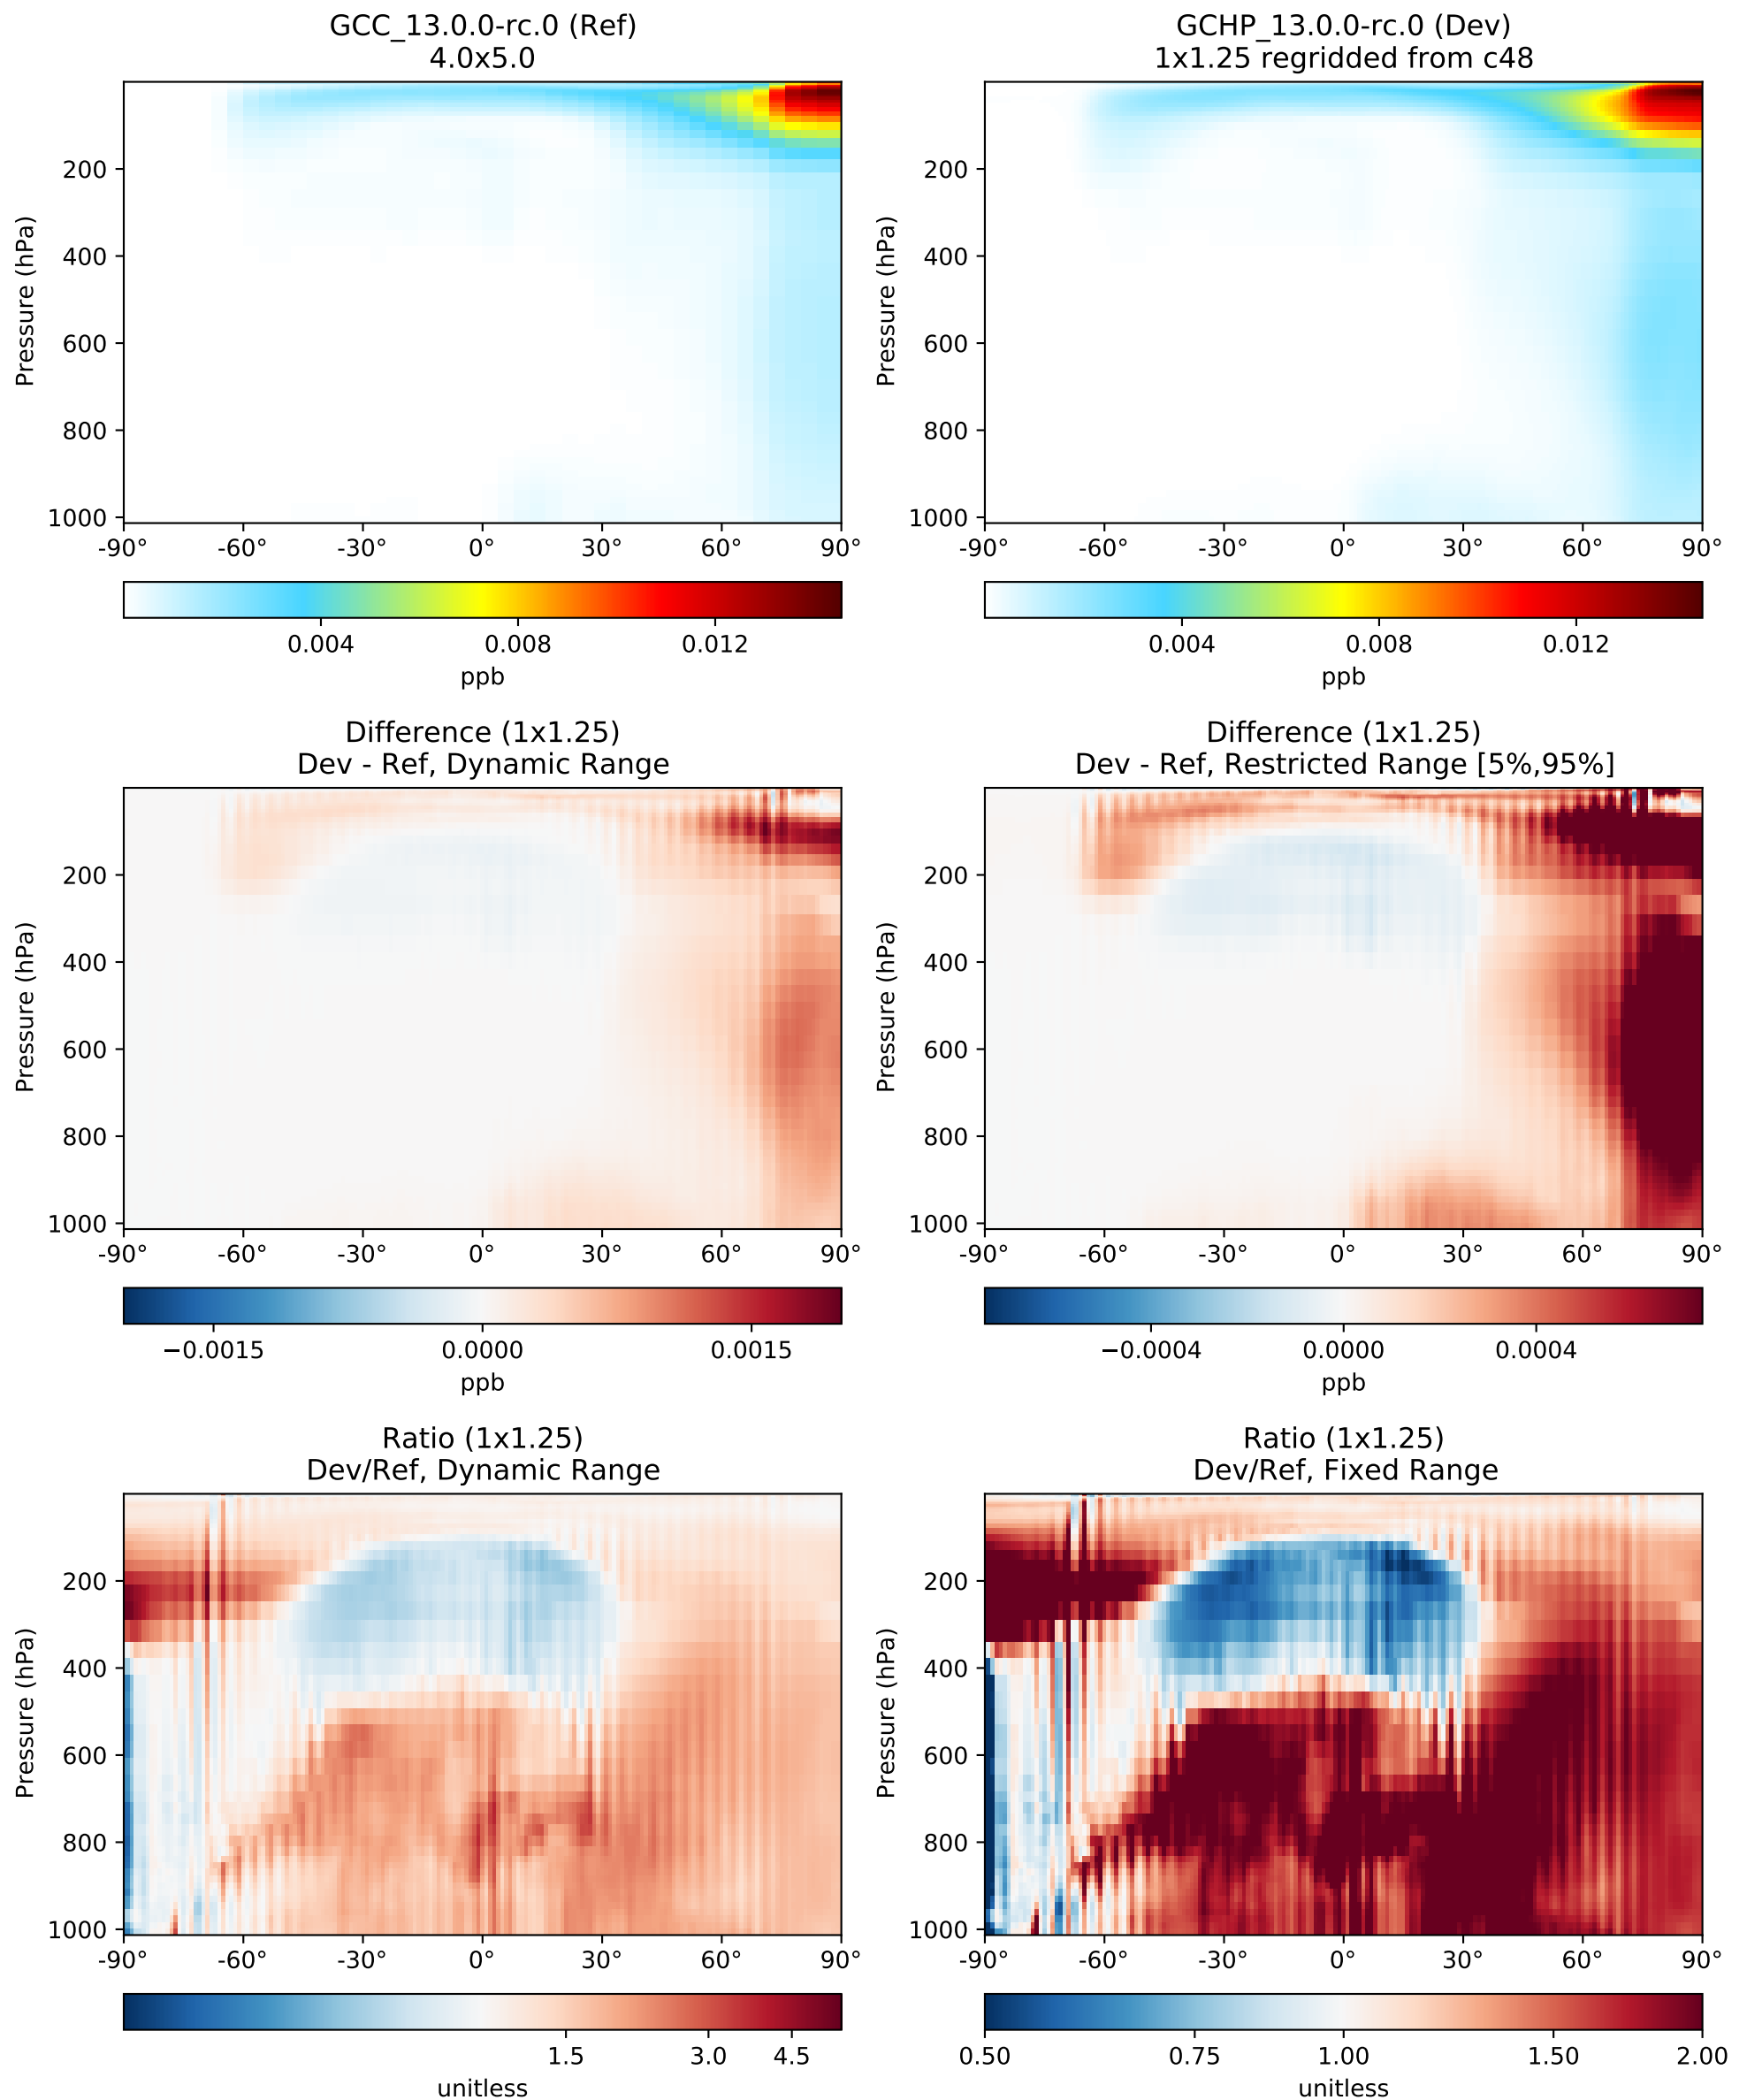 GCC_13.0.0-rc.0 (Ref)
4.0x5.0
Pressure (hPa)
200
400
600
800
1000
-90° -60° -30° 0° 30° 60° 90°
0.004 0.008 0.012
ppb
GCHP_13.0.0-rc.0 (Dev)
1x1.25 regridded from c48
Pressure (hPa)
200
400
600
800
1000
-90° -60° -30° 0° 30° 60° 90°
0.004 0.008 0.012
ppb
Difference (1x1.25)
Dev - Ref, Dynamic Range
Pressure (hPa)
200
400
600
800
1000
-90° -60° -30° 0° 30° 60° 90°
−0.0015 0.0000 0.0015
ppb
Difference (1x1.25)
Dev - Ref, Restricted Range [5%,95%]
Pressure (hPa)
200
400
600
800
1000
-90° -60° -30° 0° 30° 60° 90°
−0.0004 0.0000 0.0004
ppb
Ratio (1x1.25)
Dev/Ref, Dynamic Range
Pressure (hPa)
200
400
600
800
1000
-90° -60° -30° 0° 30° 60° 90°
1.5 3.0 4.5
unitless
Ratio (1x1.25)
Dev/Ref, Fixed Range
Pressure (hPa)
200
400
600
800
1000
-90° -60° -30° 0° 30° 60° 90°
0.50 0.75 1.00 1.50 2.00
unitless